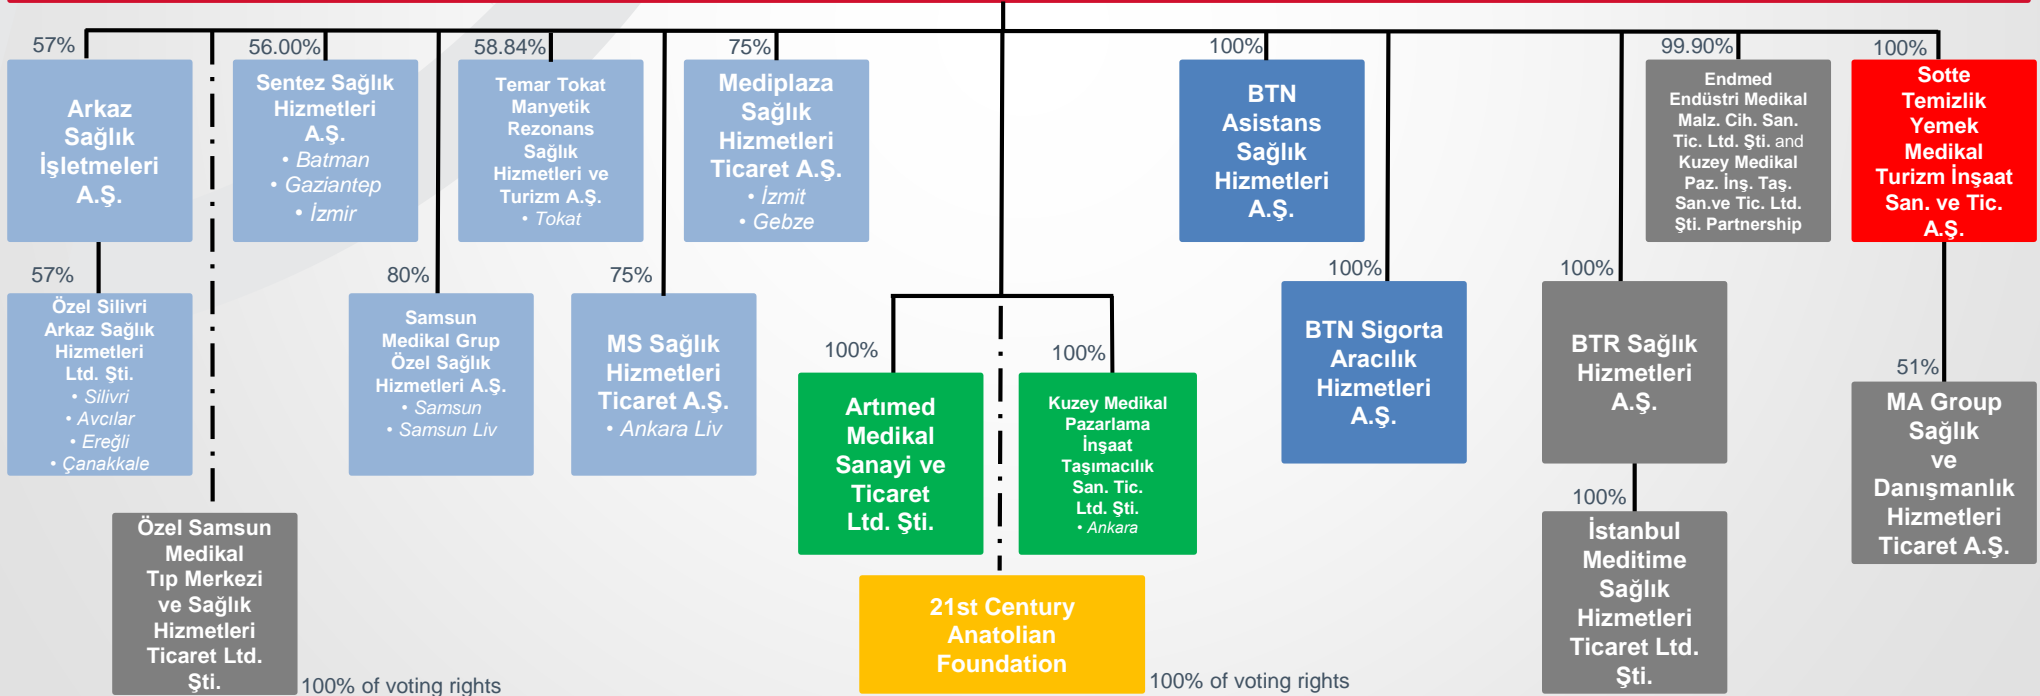 57%
Arkaz
Sağlık
İşletmeleri
A.Ş.
57%
Özel Silivri
Arkaz Sağlık
Hizmetleri
Ltd. Şti.
• Silivri
• Avcılar
• Ereğli
• Çanakkale
Özel Samsun
Medikal
Tıp Merkezi
ve Sağlık
Hizmetleri
Ticaret Ltd.
Şti.
100% of voting rights
56.00%
Sentez Sağlık
Hizmetleri
A.Ş.
• Batman
• Gaziantep
• İzmir
80%
Samsun
Medikal Grup
Özel Sağlık
Hizmetleri A.Ş.
• Samsun
• Samsun Liv
58.84%
Temar Tokat
Manyetik
Rezonans
Sağlık
Hizmetleri ve
Turizm A.Ş.
• Tokat
75%
MS Sağlık
Hizmetleri
Ticaret A.Ş.
• Ankara Liv
75%
Mediplaza
Sağlık
Hizmetleri
Ticaret A.Ş.
• İzmit
• Gebze
100%
Artımed
Medikal
Sanayi ve
Ticaret
Ltd. Şti.
100%
Kuzey Medikal
Pazarlama
İnşaat
Taşımacılık
San. Tic.
Ltd. Şti.
• Ankara
21st Century
Anatolian
Foundation
100% of voting rights
100%
BTN
Asistans
Sağlık
Hizmetleri
A.Ş.
100%
BTN Sigorta
Aracılık
Hizmetleri
A.Ş.
100%
BTR Sağlık
Hizmetleri
A.Ş.
100%
İstanbul
Meditime
Sağlık
Hizmetleri
Ticaret Ltd.
Şti.
99.90%
Endmed
Endüstri Medikal
Malz. Cih. San.
Tic. Ltd. Şti. and
Kuzey Medikal
Paz. İnş. Taş.
San.ve Tic. Ltd.
Şti. Partnership
100%
Sotte
Temizlik
Yemek
Medikal
Turizm İnşaat
San. ve Tic.
A.Ş.
51%
MA Group
Sağlık
ve
Danışmanlık
Hizmetleri
Ticaret A.Ş.